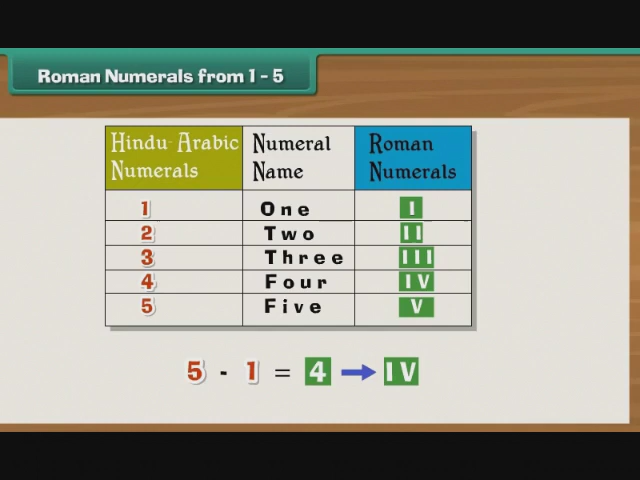 Roman Numerals from 1 - 5
Hindu-Arabic Numeral Roman
Numerals Name Numerals
1 One I
2 Two II
3 Three III
4 Four IV
5 Five V
5 - 1 = 4 → IV